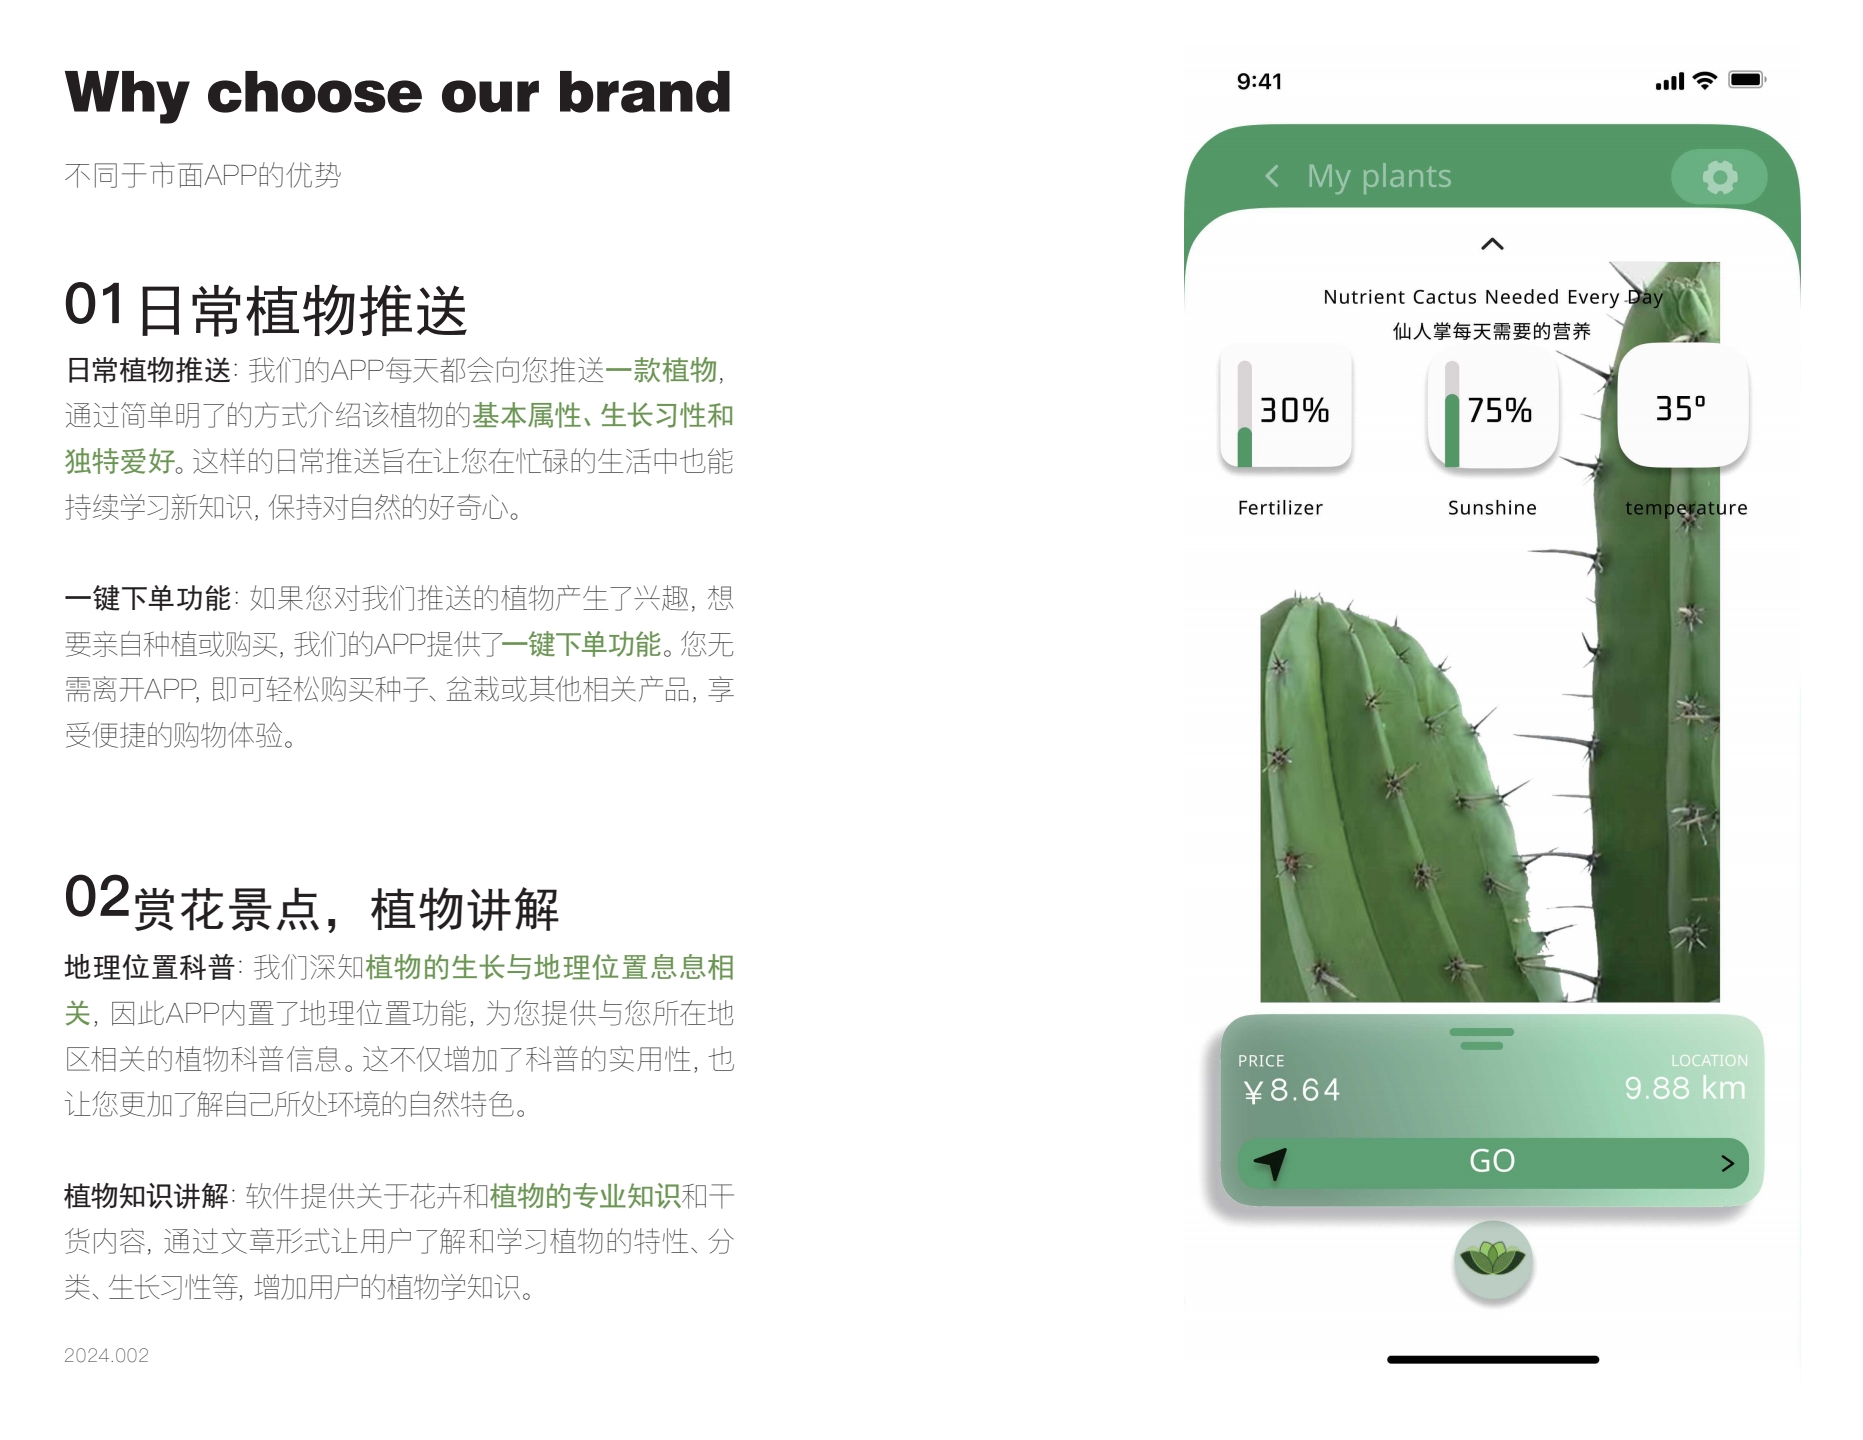 Why choose our brand
不同于市面APP的优势
01日常植物推送
日常植物推送: 我们的APP每天都会向您推送一款植物,
通过简单明了的方式介绍该植物的基本属性、生长习性和
独特爱好。这样的日常推送旨在让您在忙碌的生活中也能
持续学习新知识, 保持对自然的好奇心。
一键下单功能: 如果您对我们推送的植物产生了兴趣, 想
要亲自种植或购买, 我们的APP提供了一键下单功能。您无
需离开APP, 即可轻松购买种子、盆栽或其他相关产品, 享
受便捷的购物体验。
02赏花景点，植物讲解
地理位置科普: 我们深知植物的生长与地理位置息息相
关, 因此APP内置了地理位置功能, 为您提供与您所在地
区相关的植物科普信息。这不仅增加了科普的实用性, 也
让您更加了解自己所处环境的自然特色。
植物知识讲解: 软件提供关于花卉和植物的专业知识和干
货内容, 通过文章形式让用户了解和学习植物的特性、分
类、生长习性等, 增加用户的植物学知识。
2024.002
9:41
My plants
Nutrient Cactus Needed Every Day
仙人掌每天需要的营养
30%
75%
35°
Fertilizer
Sunshine
temperature
PRICE
LOCATION
¥8.64
9.88 km
GO